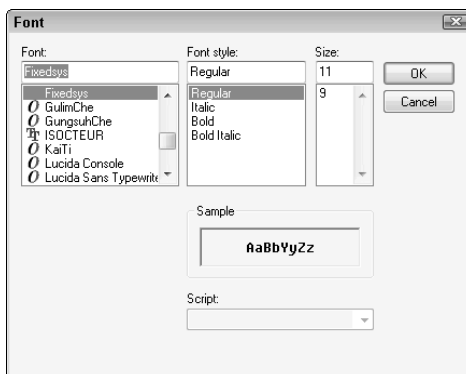 Font
Font:
Font style:
Size:
Fixedsys
Regular
11
OK
Cancel
Fixedsys
GulimChe
GungsuhChe
ISOCTEUR
KaiTi
Lucida Console
Lucida Sans Typewrite
Regular
Italic
Bold
Bold Italic
9
Sample
AaBbYyZz
Script: